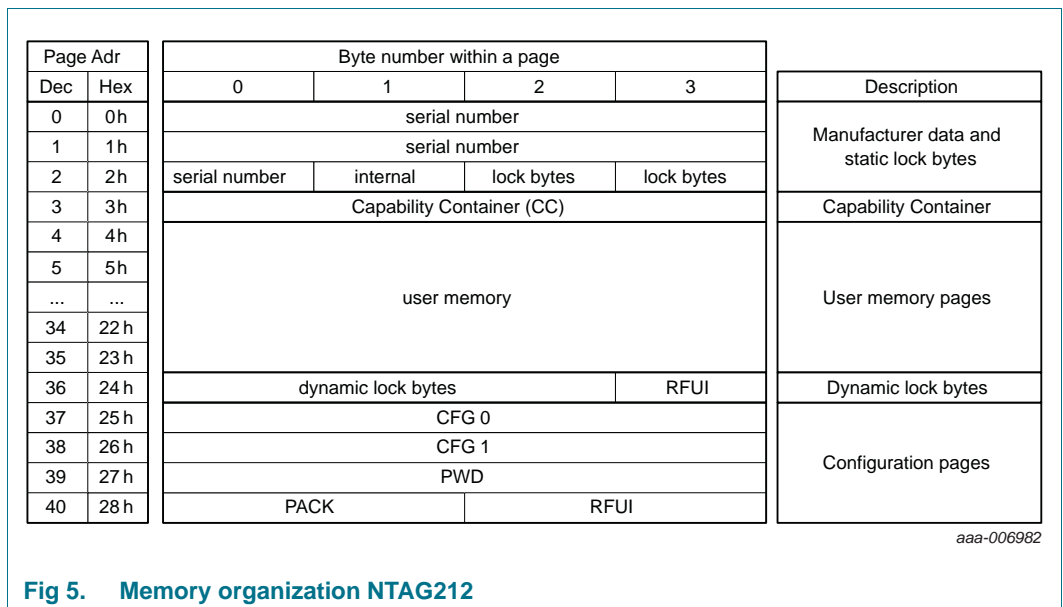 Page Adr Byte number within a page
Dec Hex 0 1 2 3 Description
0 0h serial number
1 1h serial number
Manufacturer data and
static lock bytes
2 2h serial number internal lock bytes lock bytes
3 3h Capability Container (CC) Capability Container
4 4h
5 5h
... ... user memory User memory pages
34 22h
35 23h
36 24h dynamic lock bytes RFUI Dynamic lock bytes
37 25h CFG 0
38 26h CFG 1
Configuration pages
39 27h PWD
40 28h PACK RFUI
aaa-006982
Fig 5. Memory organization NTAG212